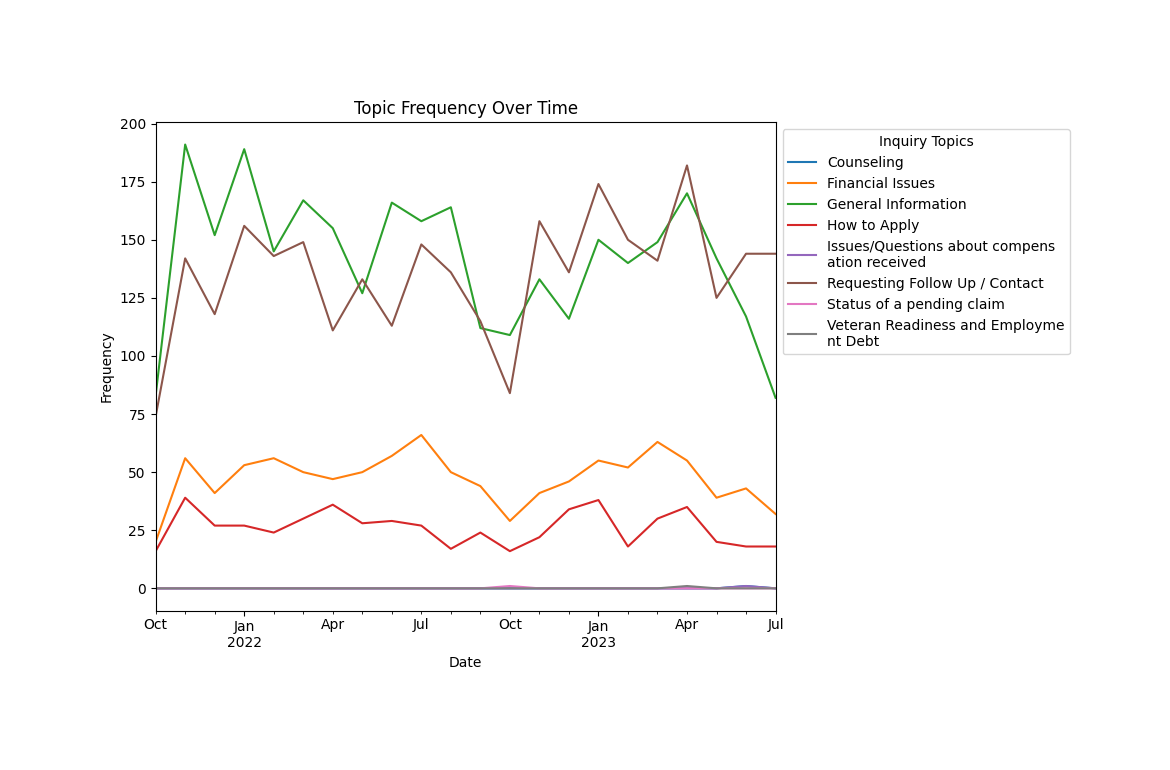 Topic Frequency Over Time
200
175
150
125
100
75
50
25
0
Frequency
Oct
Jan
2022
Apr
Jul
Oct
Jan
2023
Apr
Jul
Date
Inquiry Topics
Counseling
Financial Issues
General Information
How to Apply
Issues/Questions about compens
ation received
Requesting Follow Up / Contact
Status of a pending claim
Veteran Readiness and Employme
nt Debt